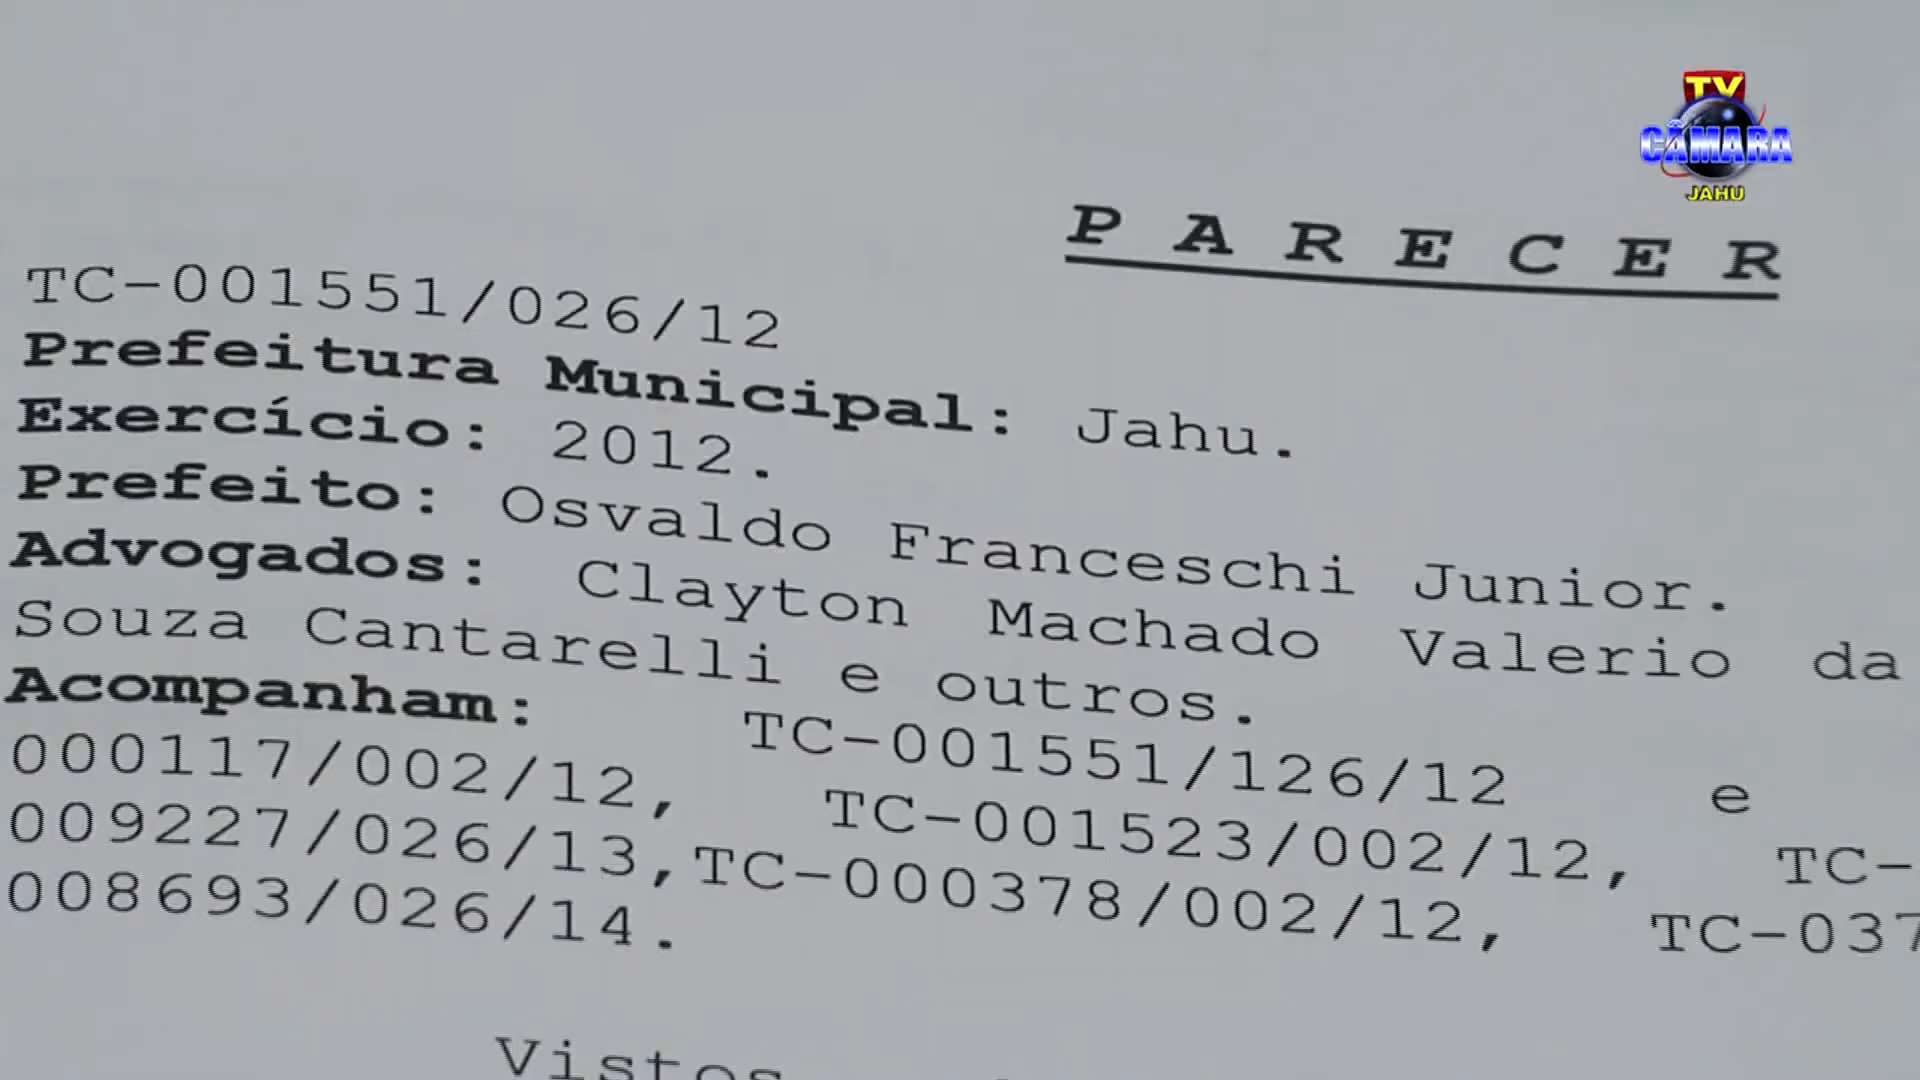 TV
CÂMARA
JAHU
P A R E C E R
TC-001551/026/12
Prefeitura Municipal: Jahu.
Exercício: 2012.
Prefeito: Osvaldo Franceschi Junior.
Advogados: Clayton Machado Valerio da
Souza Cantarelli e outros.
Acompanham: TC-001551/126/12 e
000117/002/12, TC-001523/002/12, TC-
009227/026/13,TC-000378/002/12, TC-037
008693/026/14.
Vistos